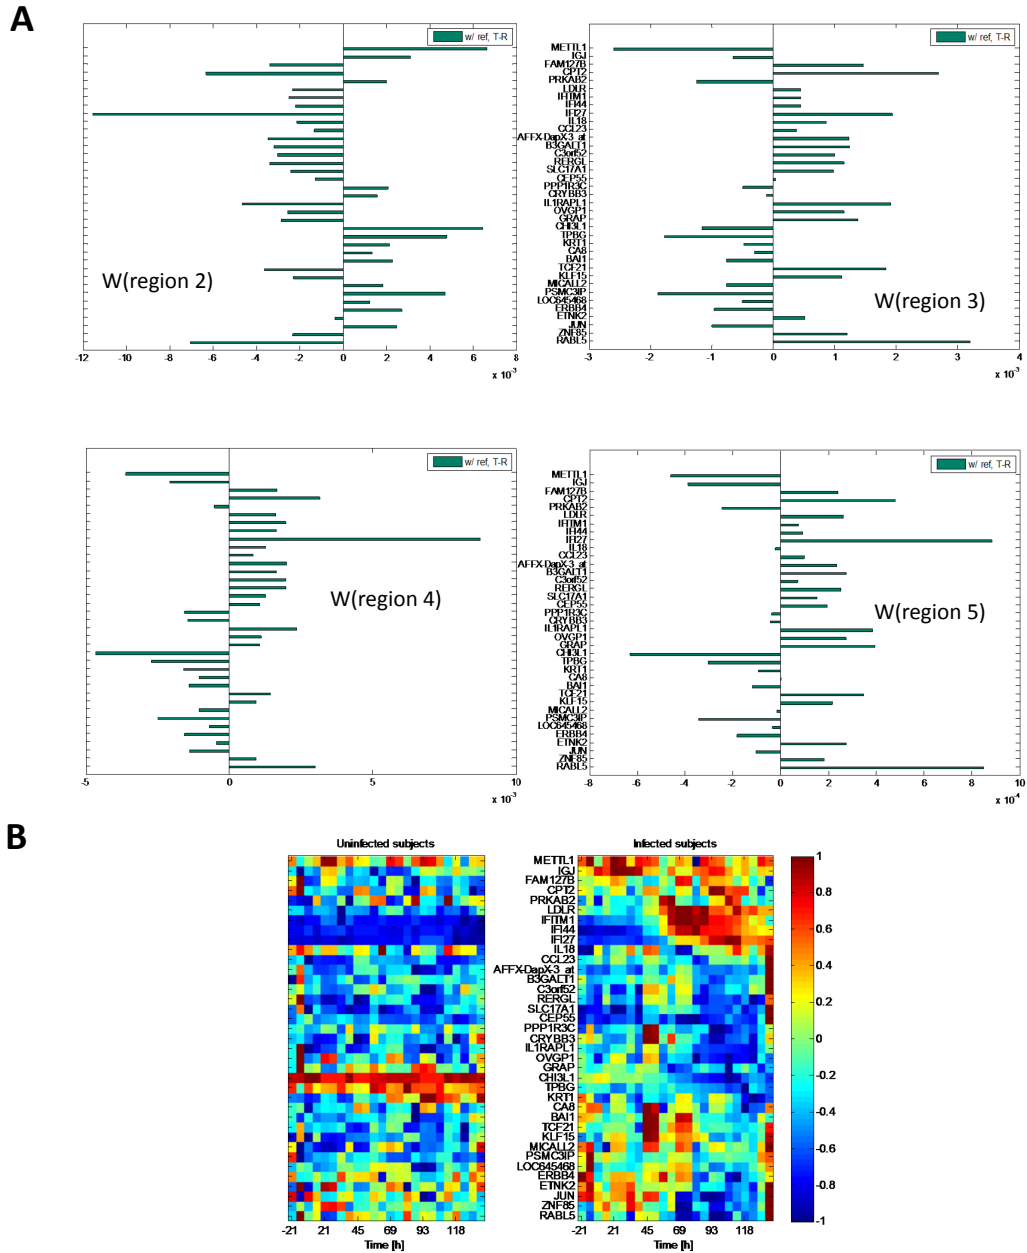 A
w/ ref, T-R
W(region 2)
-12
-10
-8
-6
-4
-2
0
2
4
6
8
x 10-3
w/ ref, T-R
METTL1
IGJ
FAM127B
CPT2
PRKAB2
LDLR
IFITM1
IFI44
IFI27
IL18
CCL23
AFFX-DapX-3_at
B3GALT1
C3orf52
RERGL
SLC17A1
CEP55
PPP1R3C
CRYBB3
IL1RAPL1
OVGP1
GRAP
CHI3L1
TPBG
KRT1
CA8
BAI1
TCF21
KLF15
MICALL2
PSMC3IP
LOC645468
ERBB4
ETNK2
JUN
ZNF85
RABL5
W(region 3)
-3
-2
-1
0
1
2
3
4
x 10-3
w/ ref, T-R
W(region 4)
-5
0
5
10
x 10-3
w/ ref, T-R
METTL1
IGJ
FAM127B
CPT2
PRKAB2
LDLR
IFITM1
IFI44
IFI27
IL18
CCL23
AFFX-DapX-3_at
B3GALT1
C3orf52
RERGL
SLC17A1
CEP55
PPP1R3C
CRYBB3
IL1RAPL1
OVGP1
GRAP
CHI3L1
TPBG
KRT1
CA8
BAI1
TCF21
KLF15
MICALL2
PSMC3IP
LOC645468
ERBB4
ETNK2
JUN
ZNF85
RABL5
W(region 5)
-8
-6
-4
-2
0
2
4
6
8
10
x 10-4
B
Uninfected subjects
-21
21
45
69
93
118
Time [h]
Infected subjects
METTL1
IGJ
FAM127B
CPT2
PRKAB2
LDLR
IFITM1
IFI44
IFI27
IL18
CCL23
AFFX-DapX-3_at
B3GALT1
C3orf52
RERGL
SLC17A1
CEP55
PPP1R3C
CRYBB3
IL1RAPL1
OVGP1
GRAP
CHI3L1
TPBG
KRT1
CA8
BAI1
TCF21
KLF15
MICALL2
PSMC3IP
LOC645468
ERBB4
ETNK2
JUN
ZNF85
RABL5
-21
21
45
69
93
118
Time [h]
1
0.8
0.6
0.4
0.2
0
-0.2
-0.4
-0.6
-0.8
-1